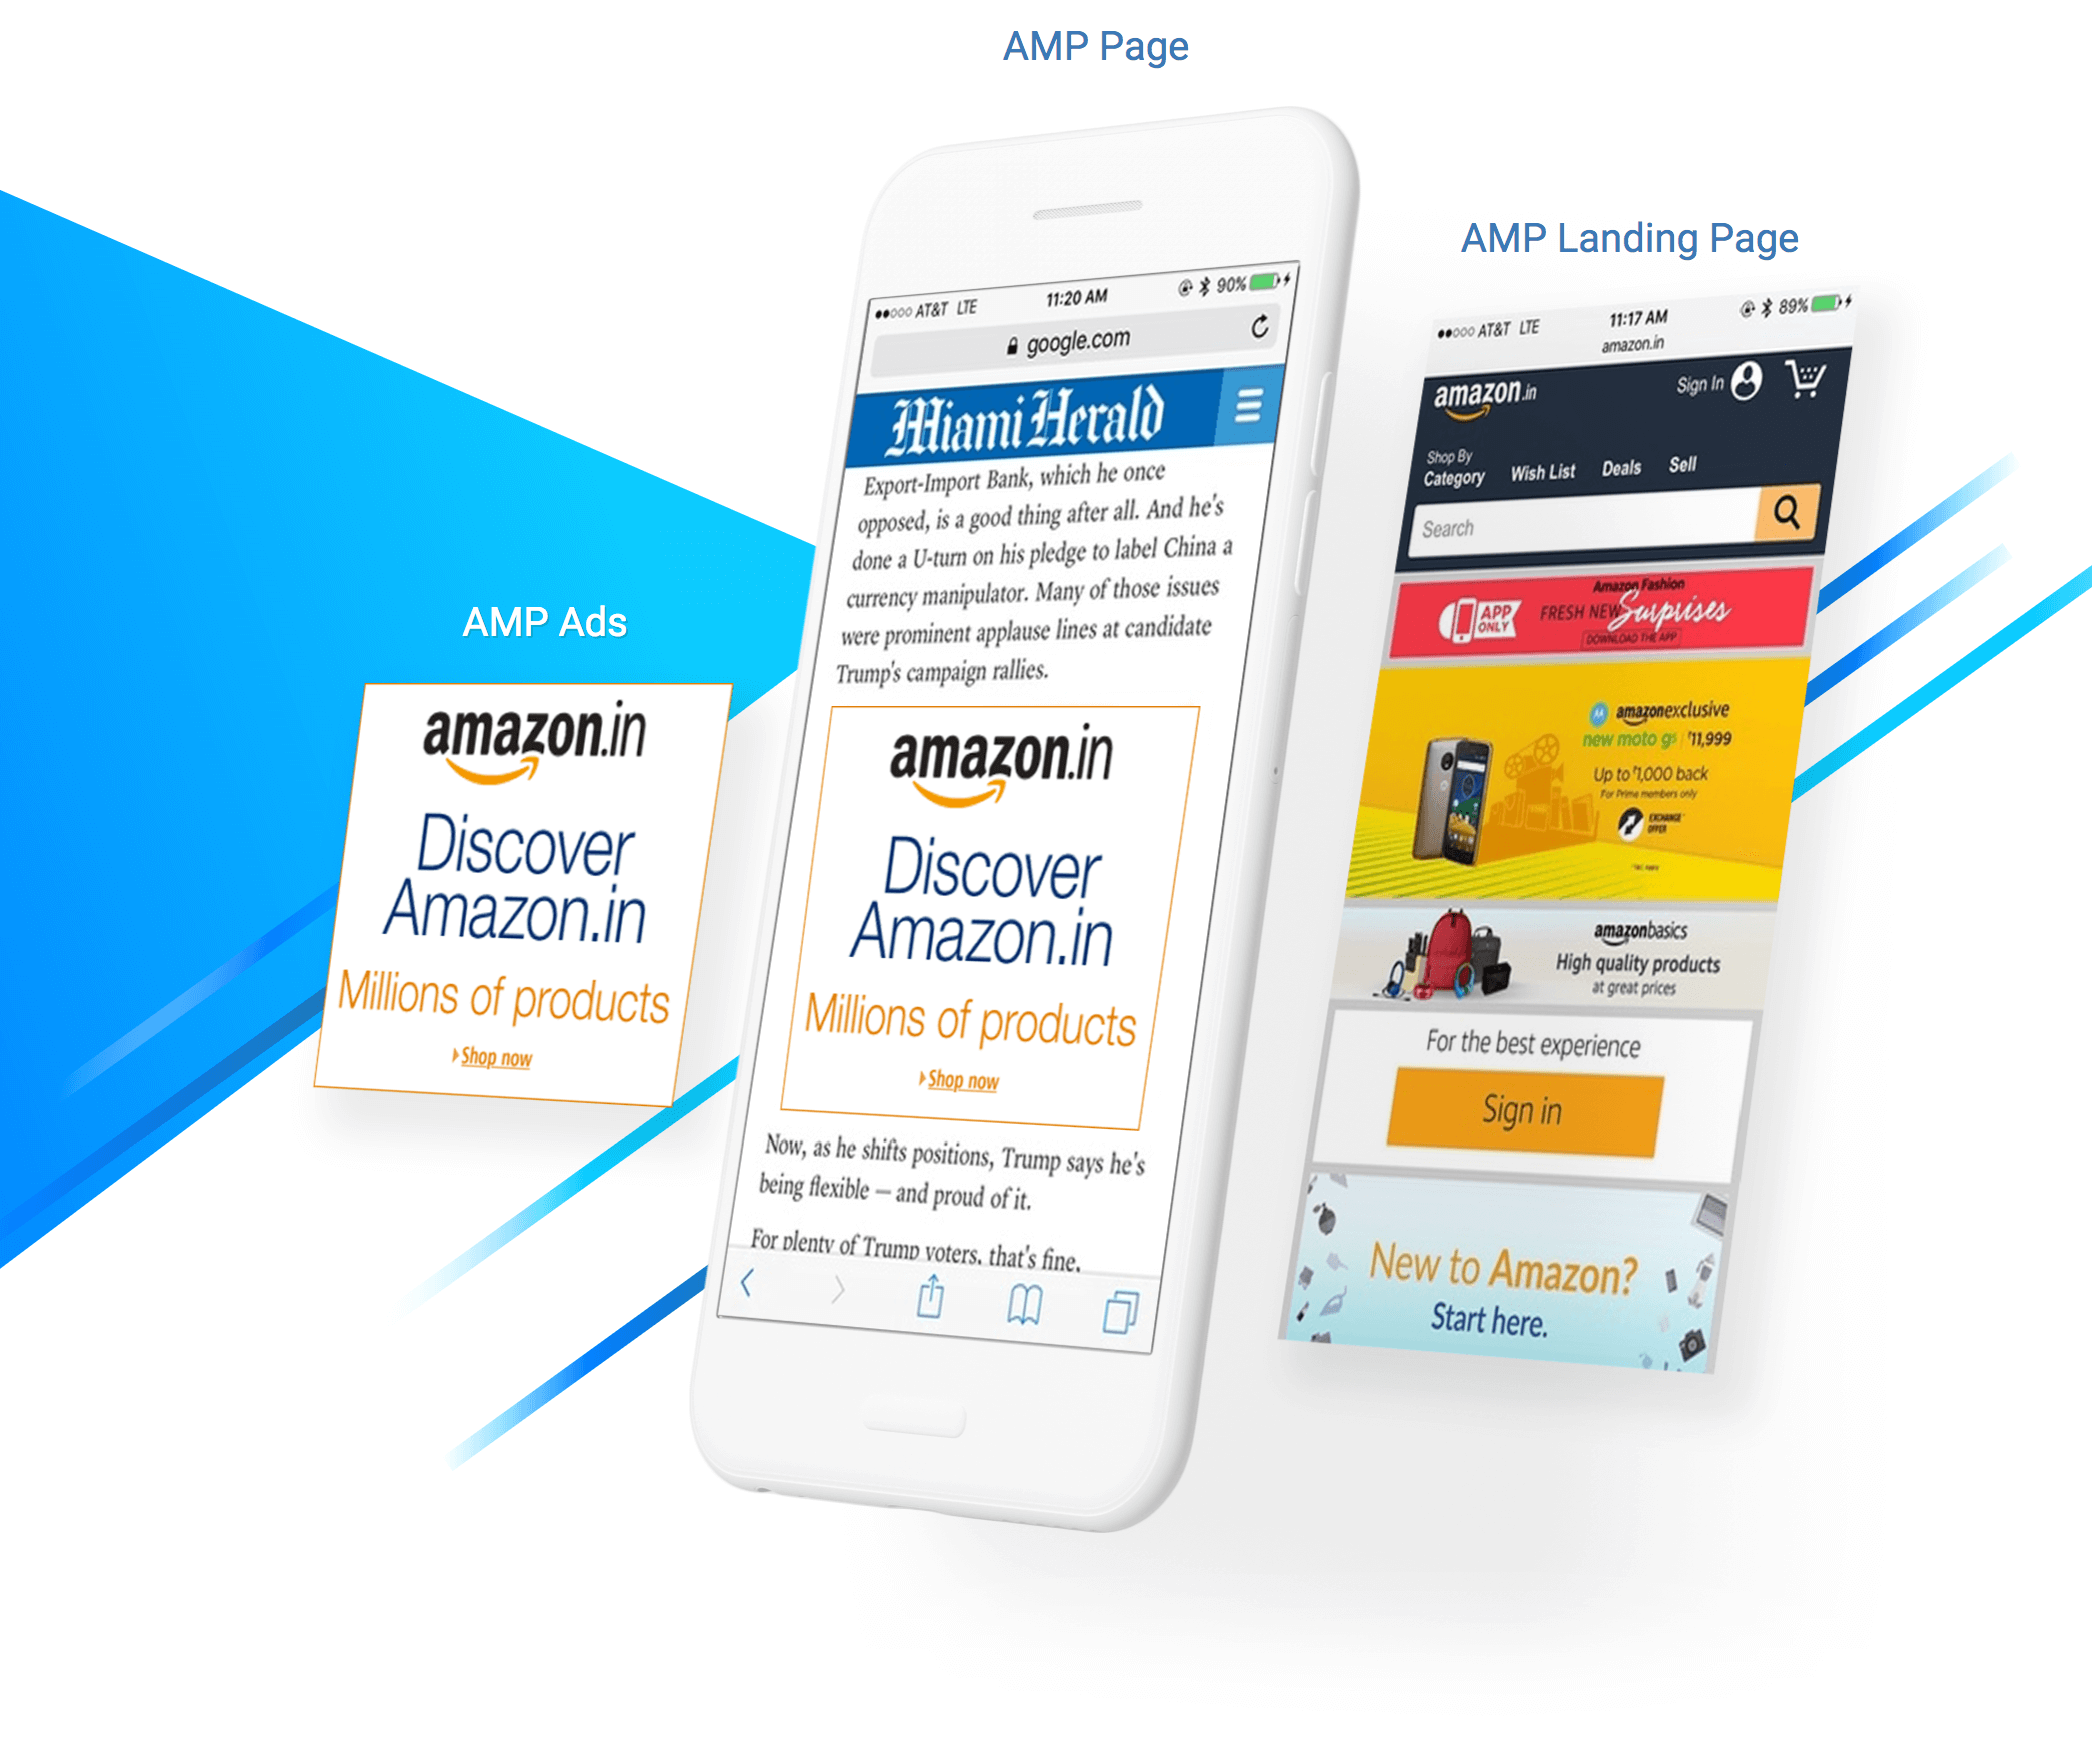 AMP Page
AMP Landing Page
AMP Ads
amazon.in
Discover
Amazon.in
Millions of products
Shop now
AT&T LTE 11:20 AM 90%
google.com
Miami Herald
Export-Import Bank, which he once
opposed, is a good thing after all. And he's
done a U-turn on his pledge to label China a
currency manipulator. Many of those issues
were prominent applause lines at candidate
Trump's campaign rallies.
amazon.in
Discover
Amazon.in
Millions of products
Shop now
Now, as he shifts positions, Trump says he's
being flexible — and proud of it.
For plenty of Trump voters, that's fine,
AT&T LTE 11:17 AM 89%
amazon.in
amazon.in Sign In
Shop By
Category Wish List Deals Sell
Search
Amazon Fashion
APP ONLY
FRESH NEW Surprises
DOWNLOAD THE APP
amazonexclusive
new moto g5 | ₹11,999
Up to ₹1,000 back
For Prime members only
EXCHANGE
OFFER
amazonbasics
High quality products
at great prices
For the best experience
Sign in
New to Amazon?
Start here.